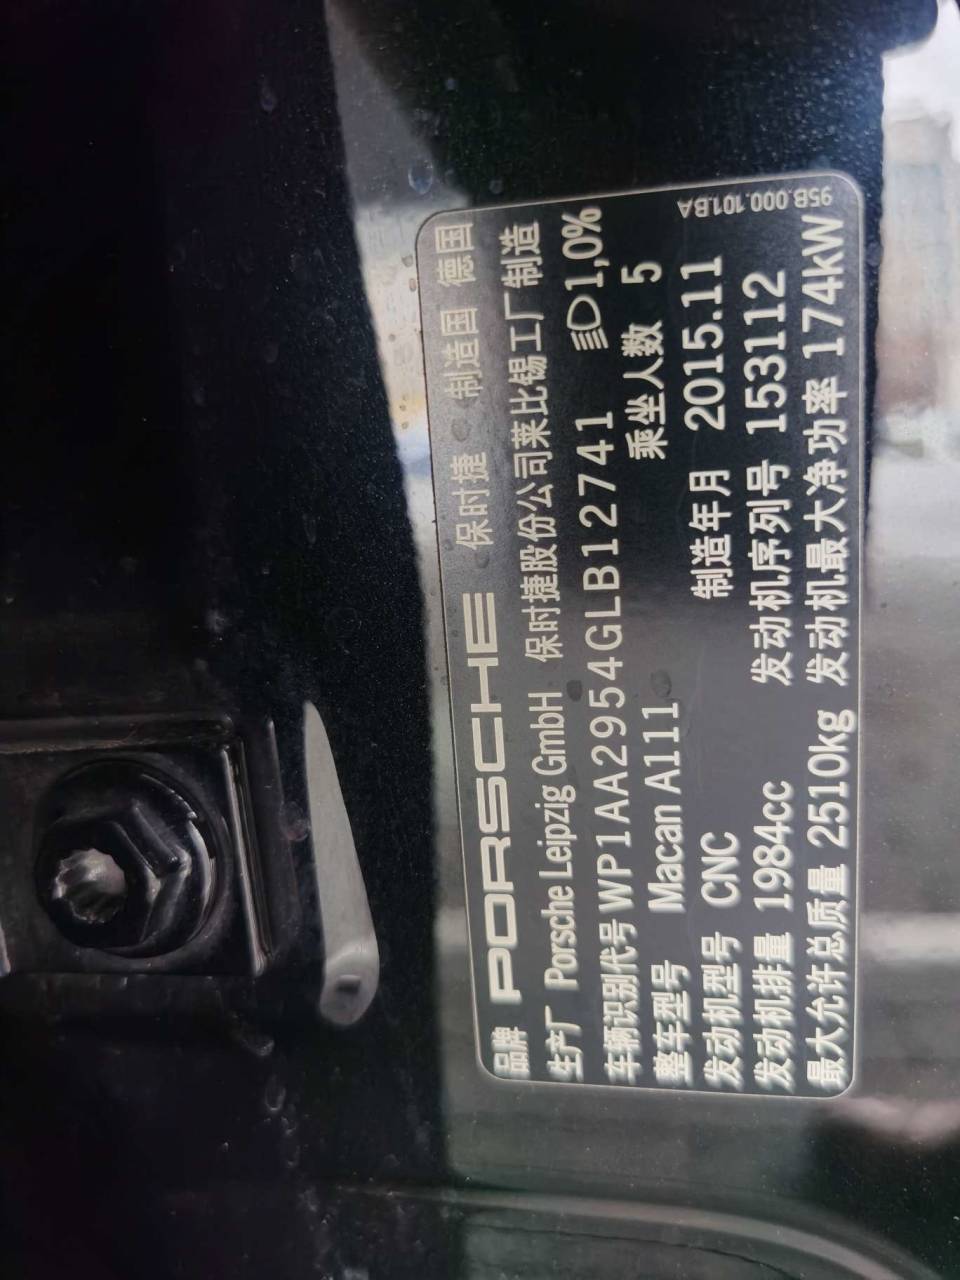 品牌 PORSCHE 保时捷 制造国 德国
生产厂 Porsche Leipzig GmbH 保时捷股份公司莱比锡工厂制造
车辆识别代号 WP1AA2954GLB12741 1,0%
整车型号 Macan A111 乘坐人数 5
发动机型号 CNC 制造年月 2015.11
发动机排量 1984cc 发动机序列号 153112
最大允许总质量 2510kg 发动机最大净功率 174kW
95B.000.101.BA